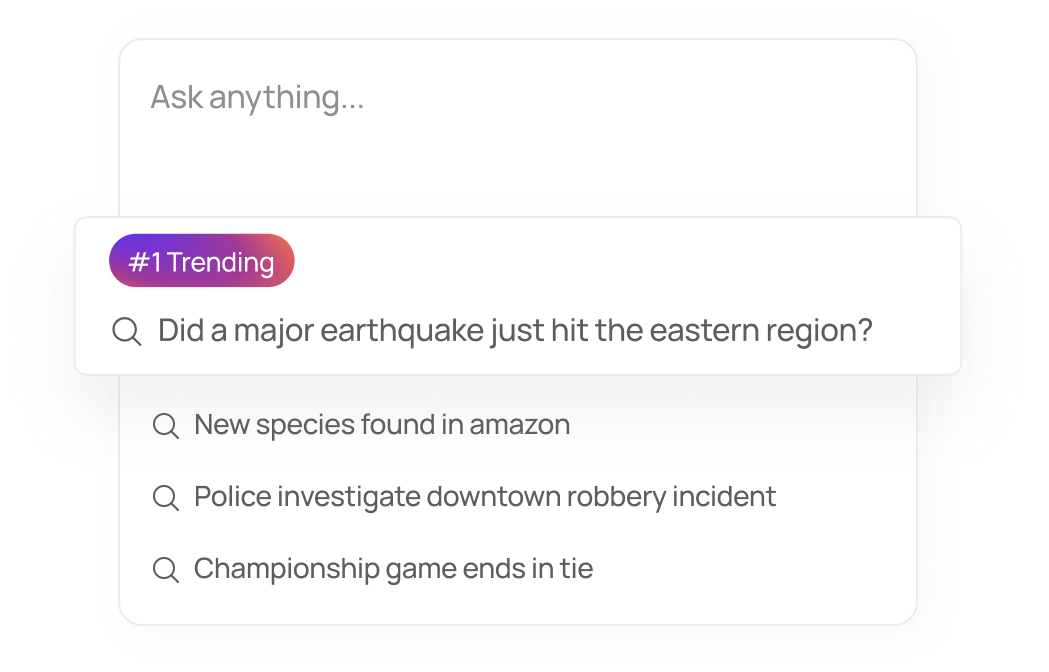 Ask anything...
#1 Trending
Did a major earthquake just hit the eastern region?
New species found in amazon
Police investigate downtown robbery incident
Championship game ends in tie